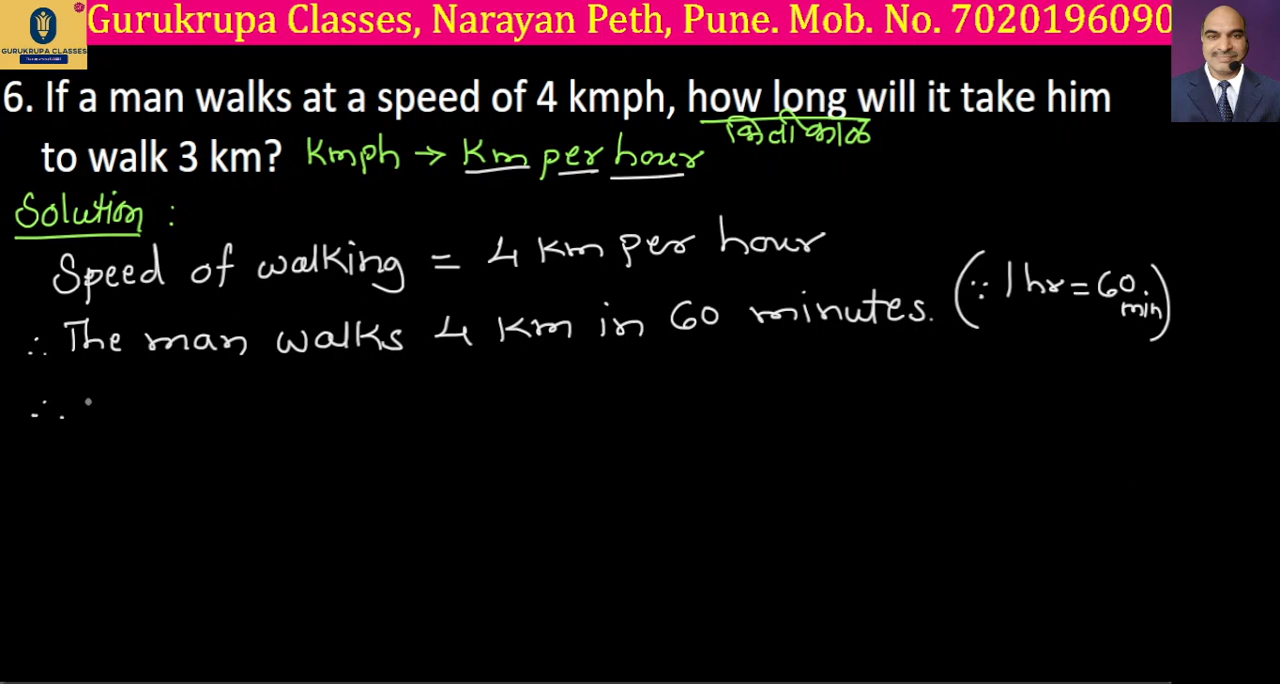 Gurukrupa Classes, Narayan Peth, Pune. Mob. No. 7020196090
GURUKRUPA CLASSES
6. If a man walks at a speed of 4 kmph, how long will it take him
कितीकाळ
to walk 3 km? Kmph → Km per hour
Solution :
Speed of walking = 4 Km per hour
∴ The man walks 4 Km in 60 minutes. (∵ 1 hr = 60 min)
∴